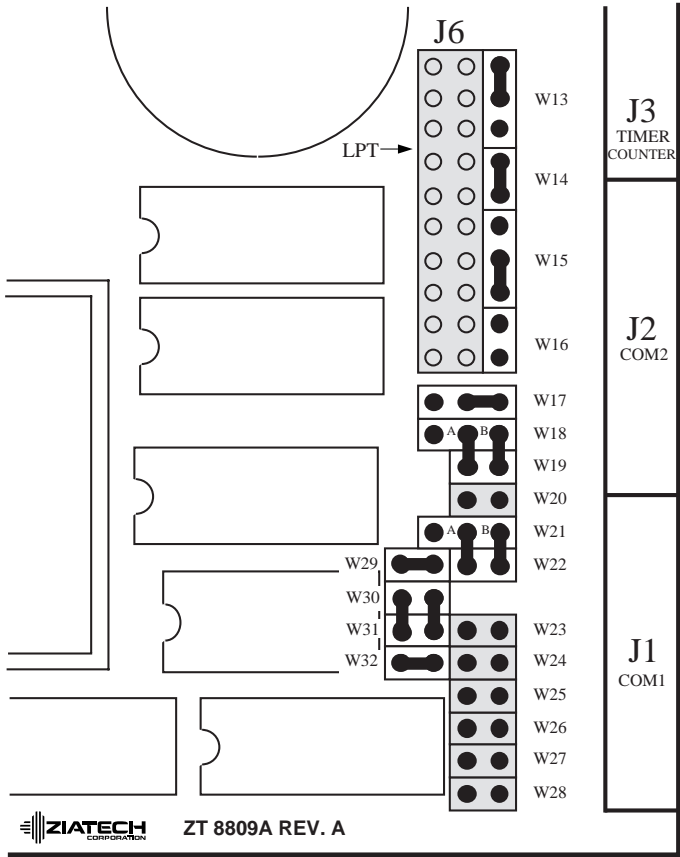 J6
W13
J3
TIMER
COUNTER
LPT
W14
W15
J2
COM2
W16
W17
A B W18
W19
W20
A B W21
W29 W22
W30
W31 W23
W32 W24
J1
COM1
W25
W26
W27
W28
ZIATECH
CORPORATION
ZT 8809A REV. A